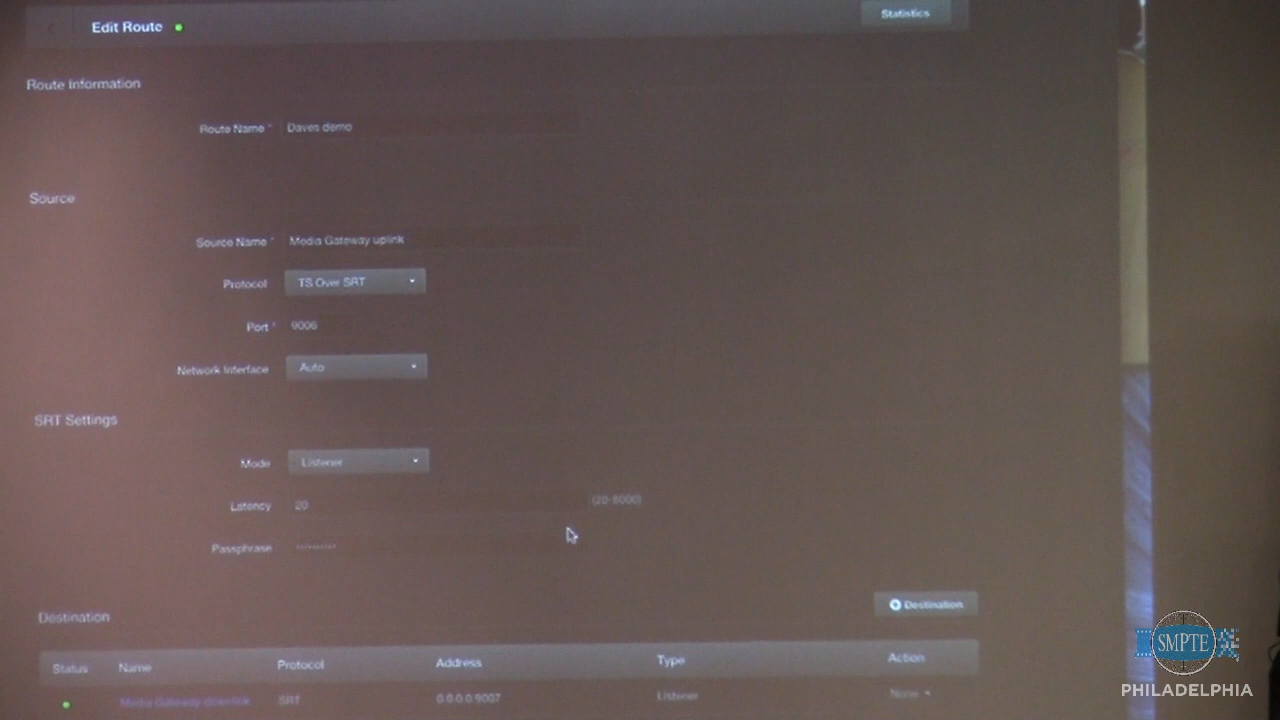 Edit Route
Statistics
Route Information
Route Name * Daves demo
Source
Source Name * Media Gateway uplink
Protocol TS Over SRT
Port * 9006
Network Interface Auto
SRT Settings
Mode Listener
Latency 20 (20-8000)
Passphrase
Destination
Destination
Status Name Protocol Address Type Action
Media Gateway downlink SRT 0.0.0.0:9007 Listener None
SMPTE
PHILADELPHIA